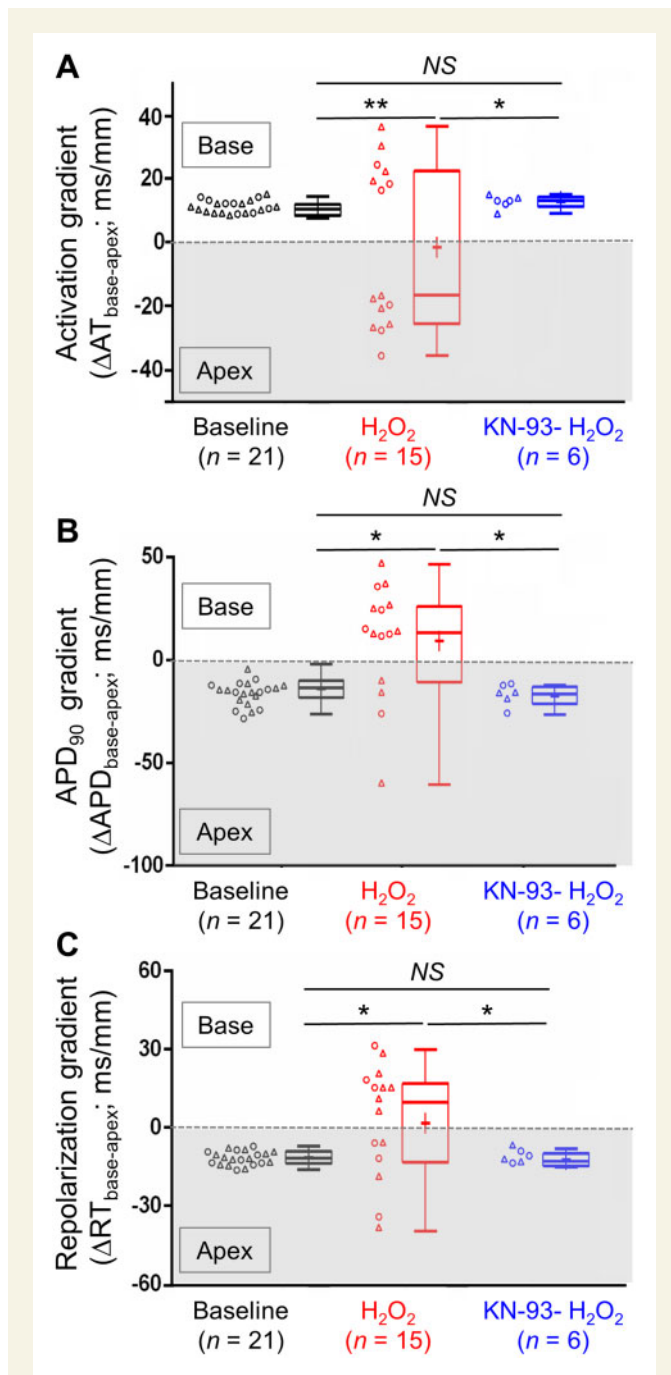 A
NS
** *
Base
Apex
Activation gradient
(ΔAT base-apex; ms/mm)
40
20
0
-20
-40
Baseline H₂O₂ KN-93- H₂O₂
(n = 21) (n = 15) (n = 6)
B
NS
* *
Base
Apex
APD₉₀ gradient
(ΔAPD base-apex; ms/mm)
50
0
-50
-100
Baseline H₂O₂ KN-93- H₂O₂
(n = 21) (n = 15) (n = 6)
C
NS
* *
Base
Apex
Repolarization gradient
(ΔRT base-apex; ms/mm)
60
30
0
-30
-60
Baseline H₂O₂ KN-93- H₂O₂
(n = 21) (n = 15) (n = 6)